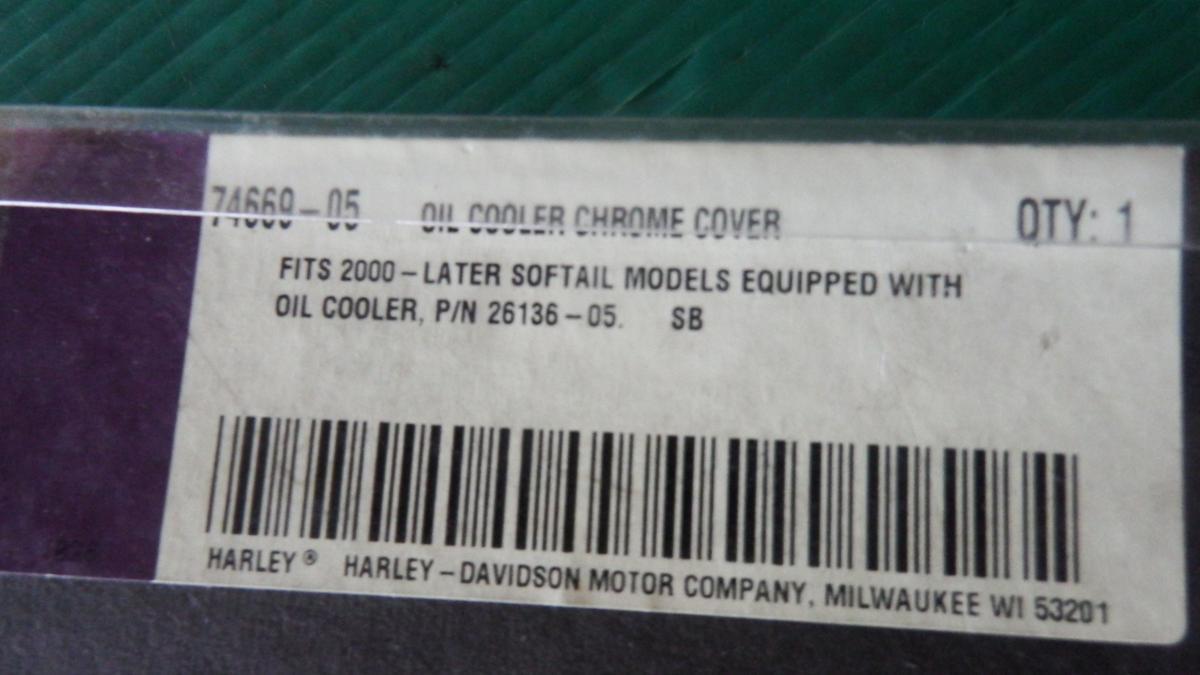 74669-05 OIL COOLER CHROME COVER QTY: 1
FITS 2000-LATER SOFTAIL MODELS EQUIPPED WITH
OIL COOLER, P/N 26136-05. SB
HARLEY® HARLEY-DAVIDSON MOTOR COMPANY, MILWAUKEE WI 53201